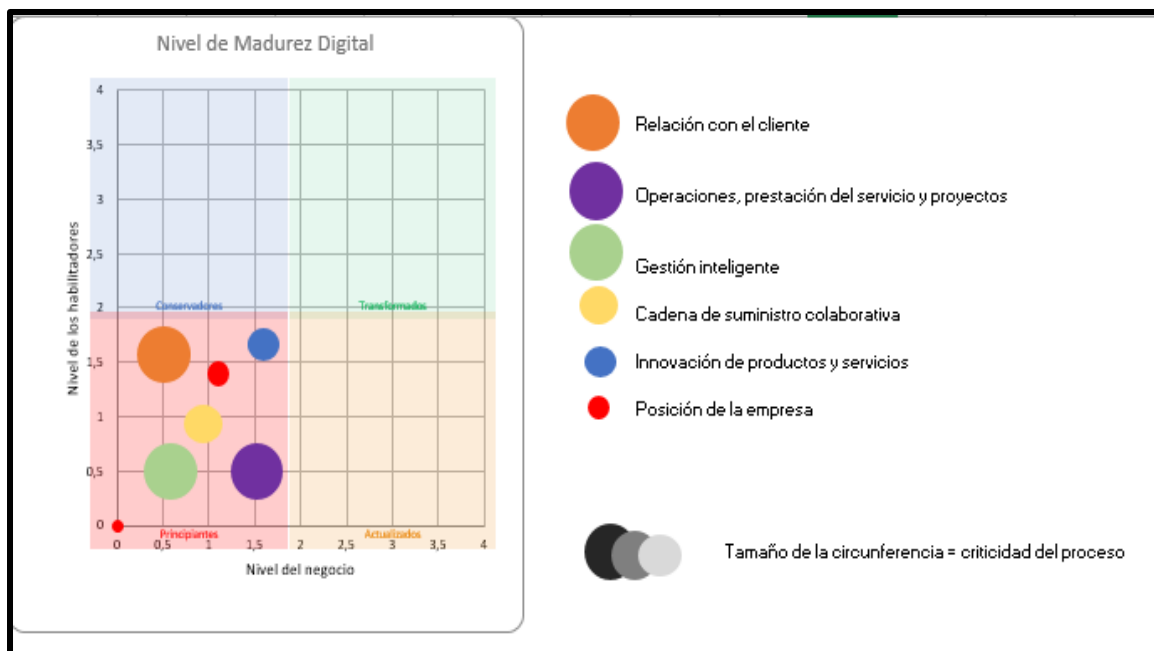 Nivel de Madurez Digital
Nivel de los habilitadores
4
3,5
3
2,5
2
1,5
1
0,5
0
Conservadores
Transformados
Principiantes
Actualizados
0 0,5 1 1,5 2 2,5 3 3,5 4
Nivel del negocio
Relación con el cliente
Operaciones, prestación del servicio y proyectos
Gestión inteligente
Cadena de suministro colaborativa
Innovación de productos y servicios
Posición de la empresa
Tamaño de la circunferencia = criticidad del proceso